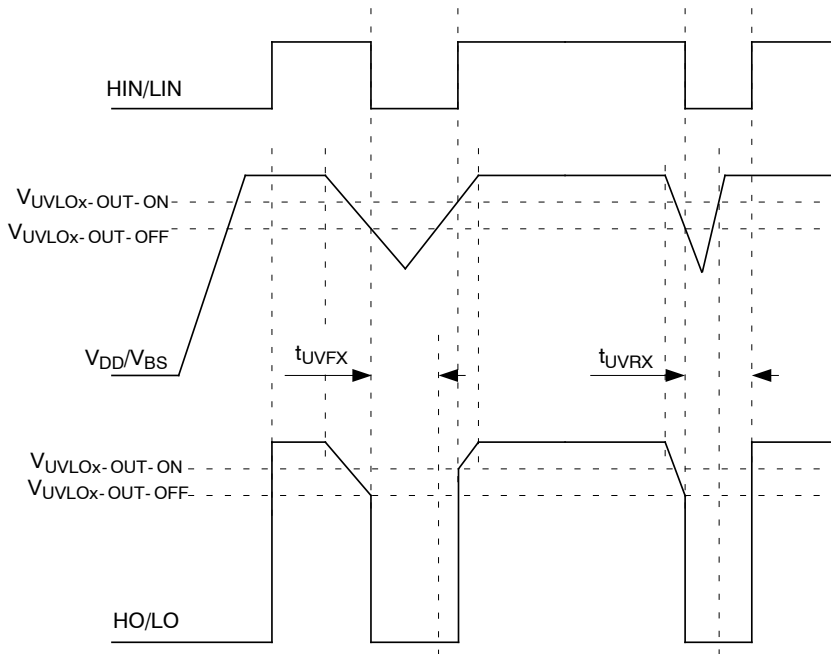 HIN/LIN
VUVLOx-OUT-ON
VUVLOx-OUT-OFF
VDD/VBS
tUVFX
tUVRX
VUVLOx-OUT-ON
VUVLOx-OUT-OFF
HO/LO